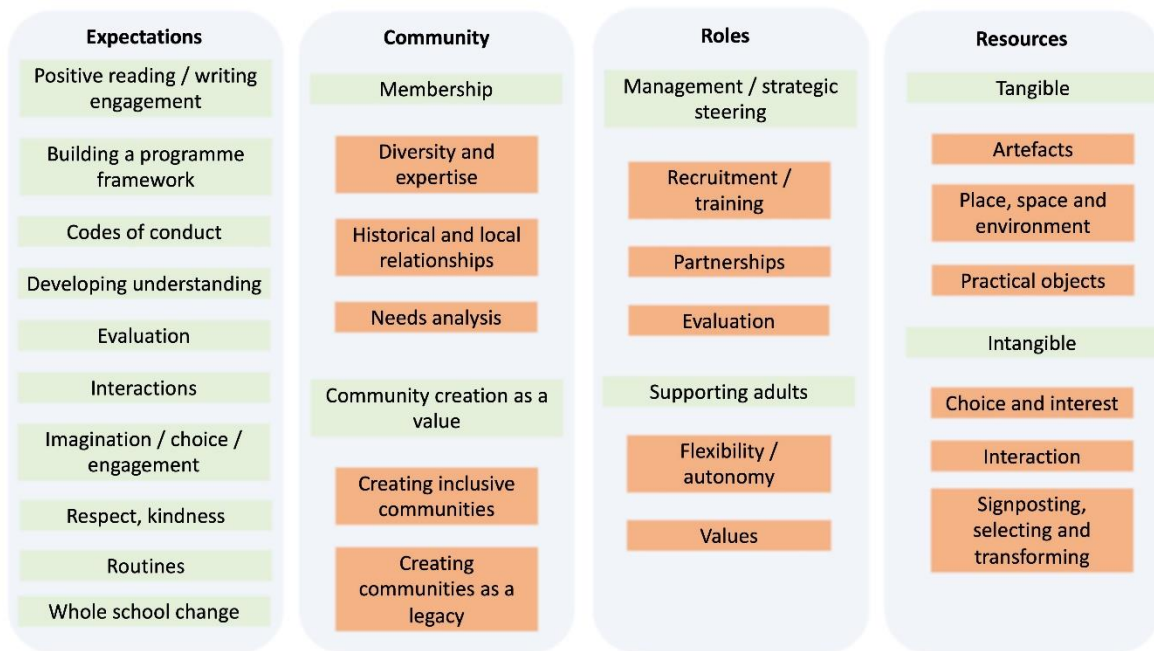 Expectations
Positive reading / writing
engagement
Building a programme
framework
Codes of conduct
Developing understanding
Evaluation
Interactions
Imagination / choice /
engagement
Respect, kindness
Routines
Whole school change
Community
Membership
Diversity and
expertise
Historical and local
relationships
Needs analysis
Community creation as a
value
Creating inclusive
communities
Creating
communities as a
legacy
Roles
Management / strategic
steering
Recruitment /
training
Partnerships
Evaluation
Supporting adults
Flexibility /
autonomy
Values
Resources
Tangible
Artefacts
Place, space and
environment
Practical objects
Intangible
Choice and interest
Interaction
Signposting,
selecting and
transforming